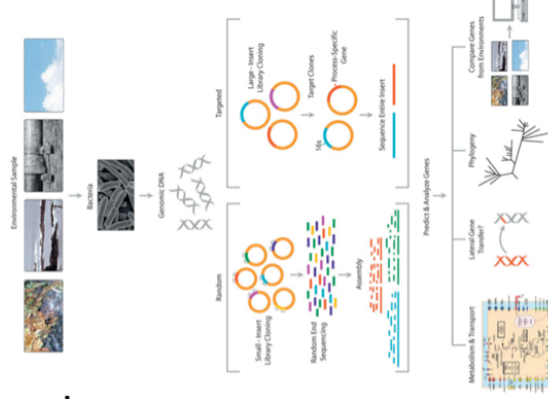 Environmental Sample
Bacteria
Genomic DNA
Random
Small - Insert
Library Cloning
Random End
Sequencing
Assembly
Targeted
Large - Insert
Library Cloning
Target Clones
16s
Process-Specific
Gene
Sequence Entire Insert
Predict & Analyze Genes
Metabolism & Transport
Lateral Gene
Transfer?
Phylogeny
Compare Genes
from Environments